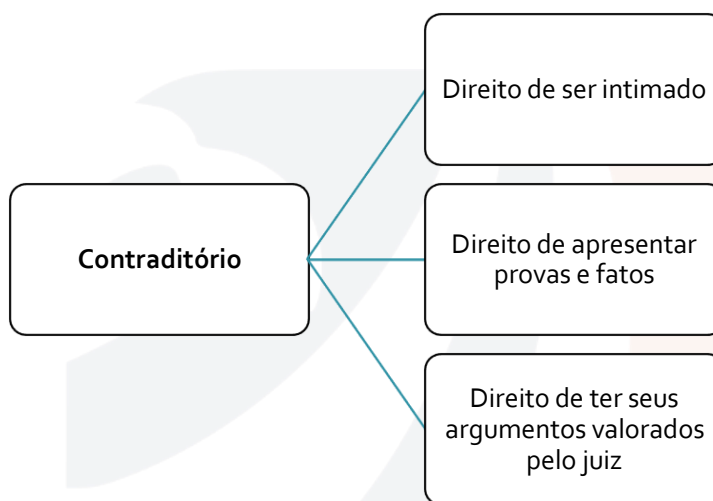 Contraditório
Direito de ser intimado
Direito de apresentar
provas e fatos
Direito de ter seus
argumentos valorados
pelo juiz